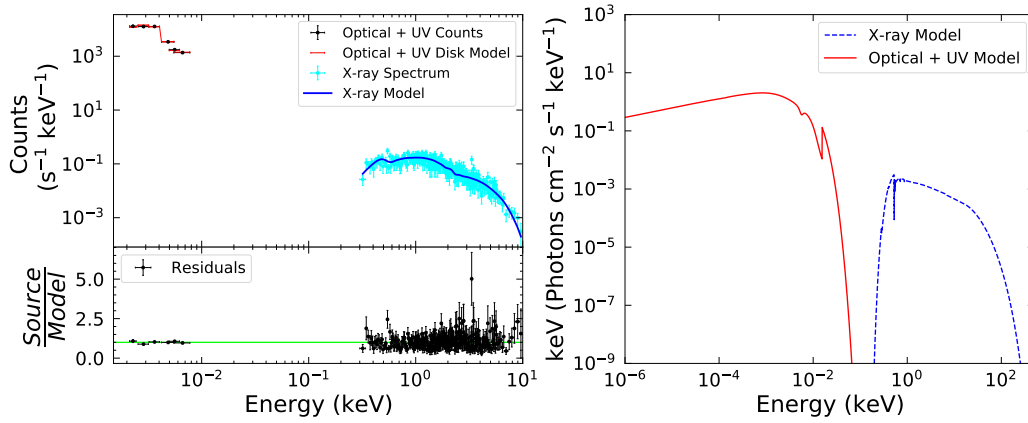 Counts
(s⁻¹ keV⁻¹)
10³
10¹
10⁻¹
10⁻³
Optical + UV Counts
Optical + UV Disk Model
X-ray Spectrum
X-ray Model
Source
Model
5.0
2.5
0.0
Residuals
10⁻² 10⁻¹ 10⁰ 10¹
Energy (keV)
keV (Photons cm⁻² s⁻¹ keV⁻¹)
10³
10¹
10⁻¹
10⁻³
10⁻⁵
10⁻⁷
10⁻⁹
X-ray Model
Optical + UV Model
10⁻⁶ 10⁻⁴ 10⁻² 10⁰ 10²
Energy (keV)